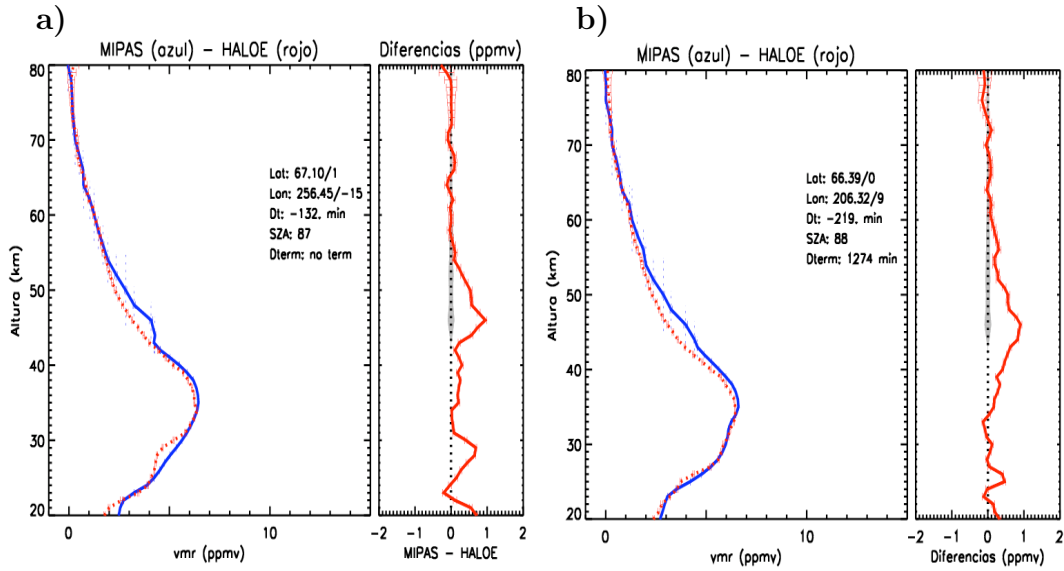 a)
MIPAS (azul) – HALOE (rojo)
Diferencias (ppmv)
80
70
60
50
40
30
20
Altura (km)
Lat: 67.10/1
Lon: 256.45/-15
Dt: -132. min
SZA: 87
Dterm: no term
0
5
10
vmr (ppmv)
-2
-1
0
1
2
MIPAS – HALOE
b)
MIPAS (azul) – HALOE (rojo)
Diferencias (ppmv)
80
70
60
50
40
30
20
Altura (km)
Lat: 66.39/0
Lon: 206.32/9
Dt: -219. min
SZA: 88
Dterm: 1274 min
0
5
10
vmr (ppmv)
-2
-1
0
1
2
Diferencias (ppmv)